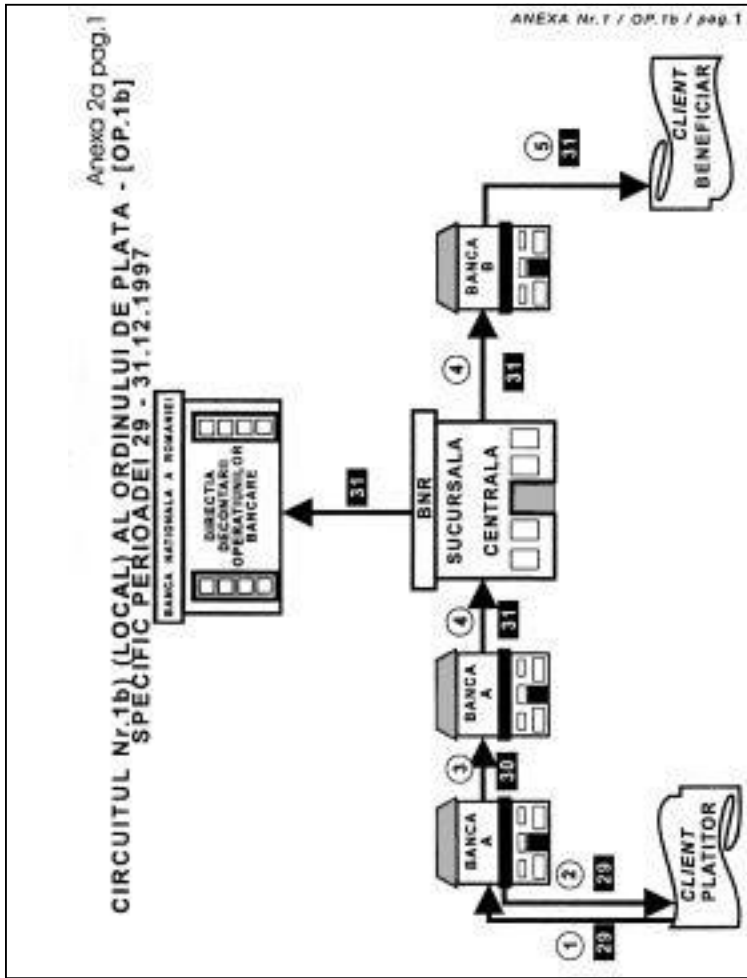 ANEXA Nr.1 / OP.1b / pag.1
Anexa 2a pag.1
CIRCUITUL Nr.1b) (LOCAL) AL ORDINULUI DE PLATA - [OP.1b]
SPECIFIC PERIOADEI 29 - 31.12.1997
BANCA NATIONALA A ROMANIEI
DIRECTIA
DECONTARII
OPERATIUNILOR
BANCARE
31
BNR
SUCURSALA
CENTRALA
1
29
2
29
CLIENT
PLATITOR
BANCA
A
3
30
BANCA
A
4
31
4
31
BANCA
B
5
31
CLIENT
BENEFICIAR